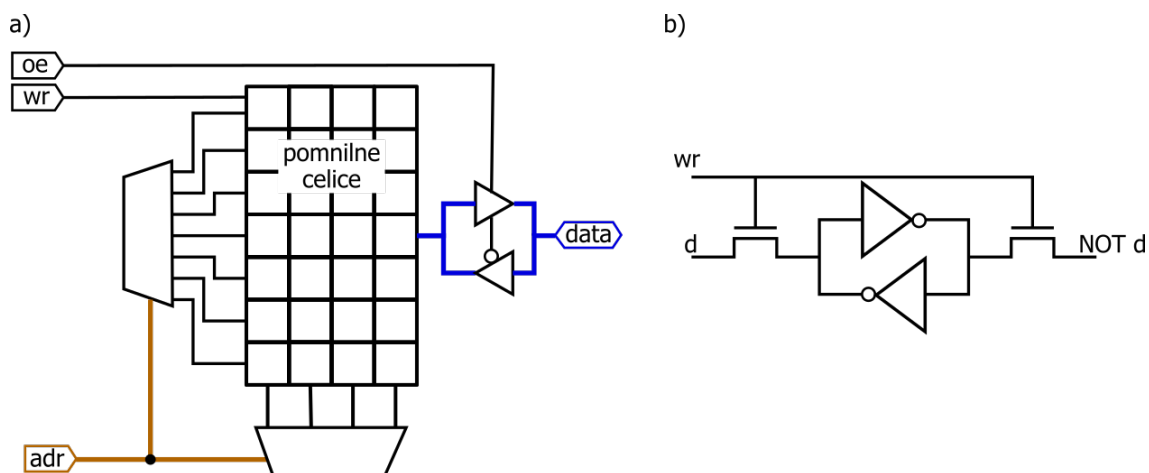 a)
oe
wr
pomnilne
celice
data
adr
b)
wr
d
NOT d